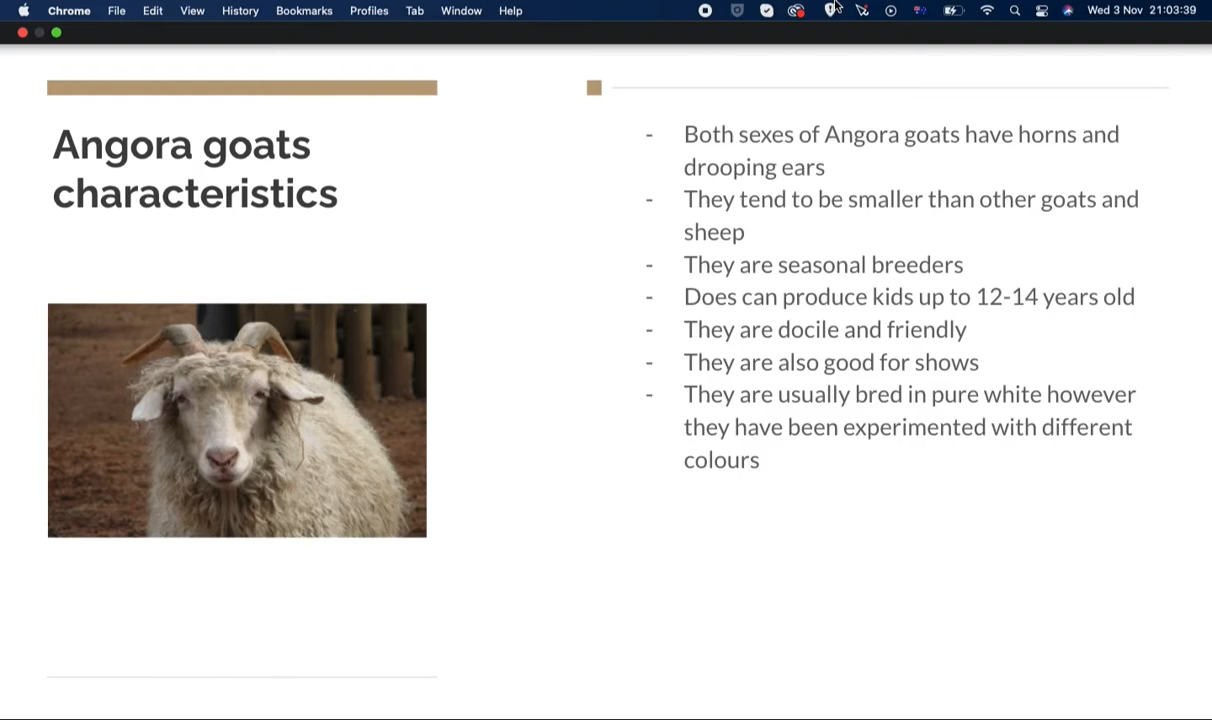 Chrome File Edit View History Bookmarks Profiles Tab Window Help Wed 3 Nov 21:03:39
Angora goats
characteristics
- Both sexes of Angora goats have horns and
drooping ears
- They tend to be smaller than other goats and
sheep
- They are seasonal breeders
- Does can produce kids up to 12-14 years old
- They are docile and friendly
- They are also good for shows
- They are usually bred in pure white however
they have been experimented with different
colours